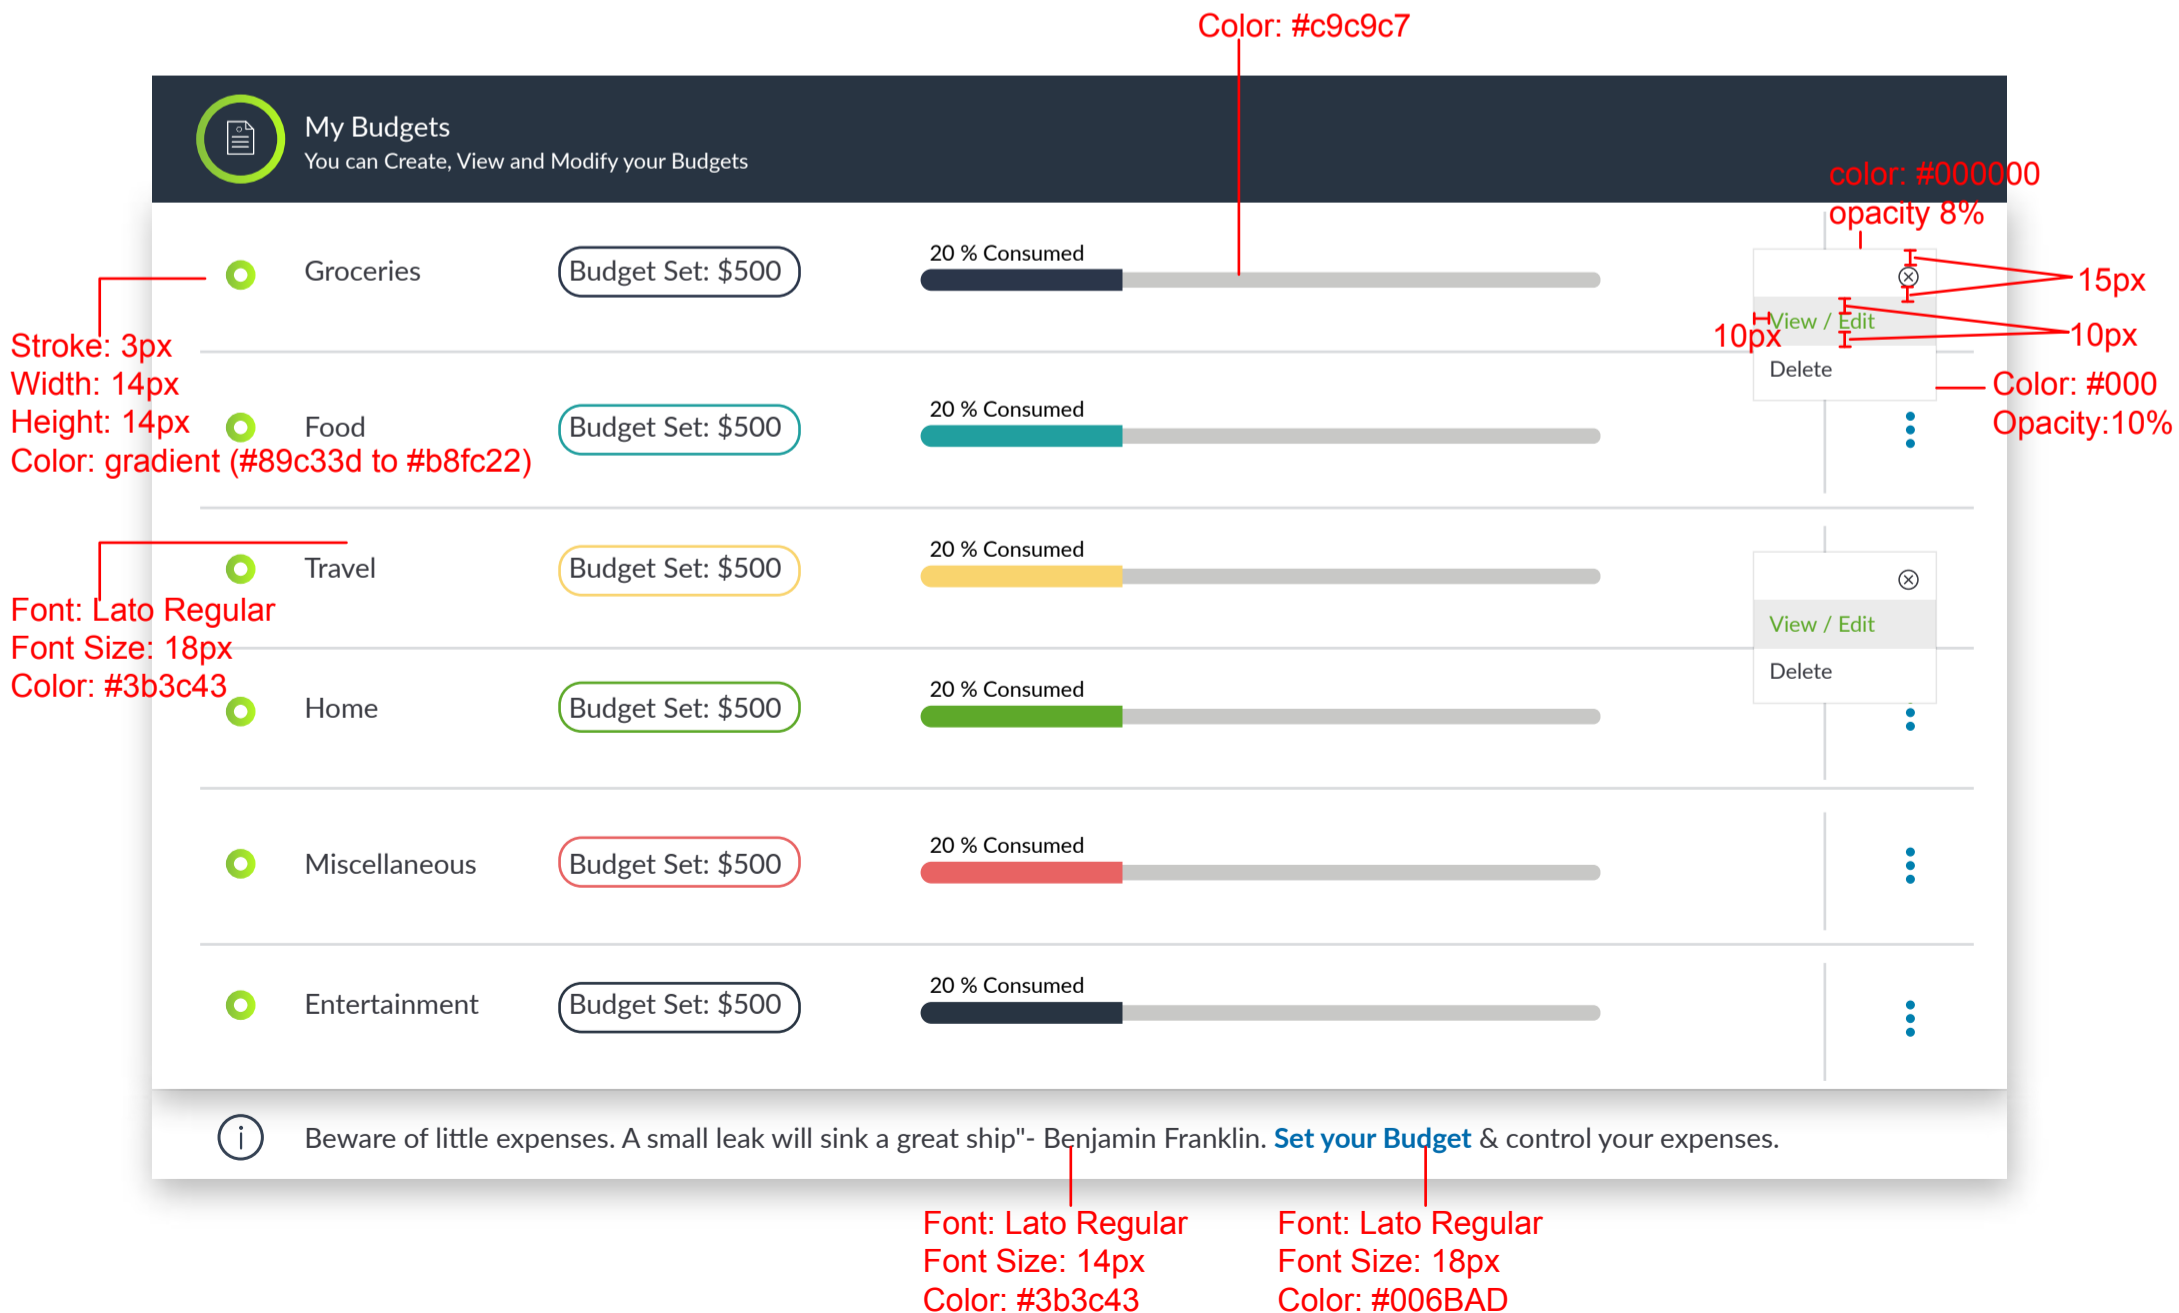 Color: #c9c9c7
My Budgets
You can Create, View and Modify your Budgets
color: #000000
opacity 8%
Groceries
Budget Set: $500
20 % Consumed
15px
View / Edit
10px
10px
Delete
Stroke: 3px
Width: 14px
Height: 14px
Color: gradient (#89c33d to #b8fc22)
Color: #000
Opacity:10%
Food
Budget Set: $500
20 % Consumed
Travel
Budget Set: $500
20 % Consumed
View / Edit
Delete
Font: Lato Regular
Font Size: 18px
Color: #3b3c43
Home
Budget Set: $500
20 % Consumed
Miscellaneous
Budget Set: $500
20 % Consumed
Entertainment
Budget Set: $500
20 % Consumed
i
Beware of little expenses. A small leak will sink a great ship"- Benjamin Franklin. Set your Budget & control your expenses.
Font: Lato Regular
Font Size: 14px
Color: #3b3c43
Font: Lato Regular
Font Size: 18px
Color: #006BAD